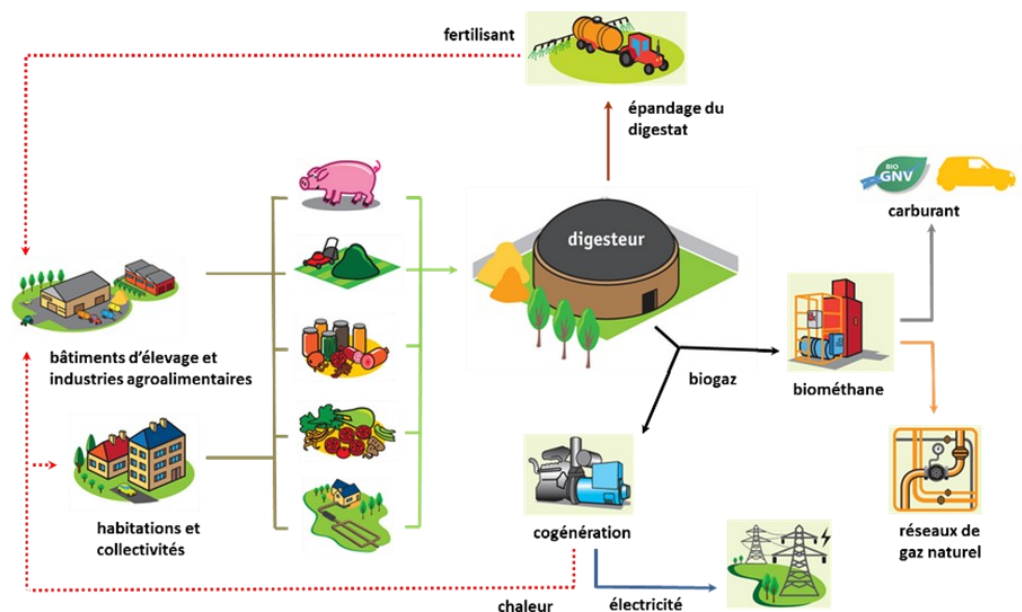 fertilisant
épandage du
digestat
BIO
GNV
carburant
digesteur
bâtiments d'élevage et
industries agroalimentaires
biogaz
biométhane
habitations et
collectivités
cogénération
réseaux de
gaz naturel
chaleur
électricité